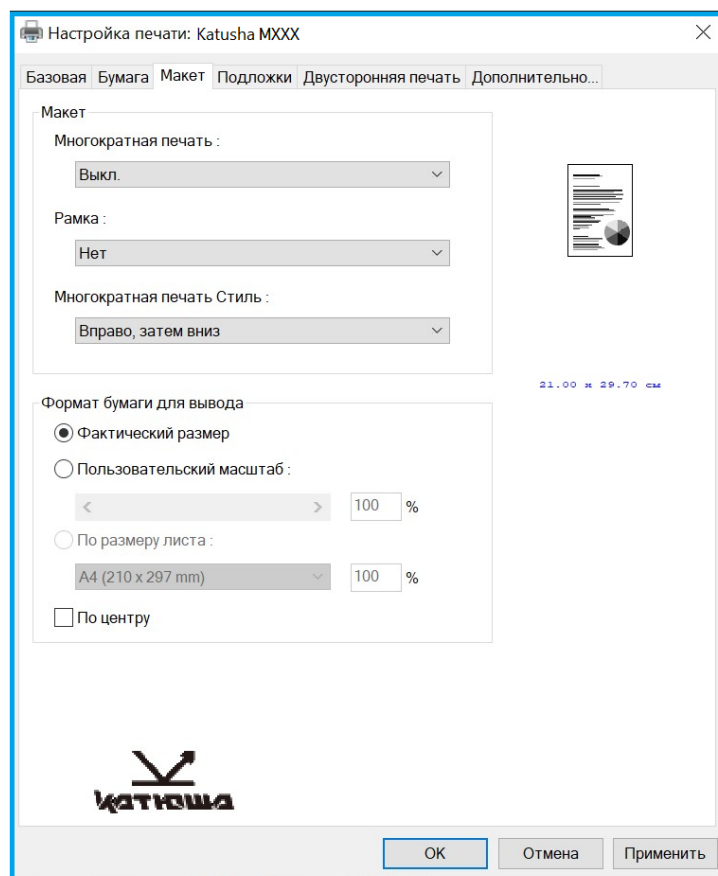 Настройка печати: Katusha MXXX
Базовая Бумага Макет Подложки Двусторонняя печать Дополнительно...
Макет
Многократная печать :
Выкл.
Рамка :
Нет
Многократная печать Стиль :
Вправо, затем вниз
21.00 x 29.70 см
Формат бумаги для вывода
Фактический размер
Пользовательский масштаб :
100 %
По размеру листа :
A4 (210 x 297 mm) 100 %
По центру
катюша
OK Отмена Применить